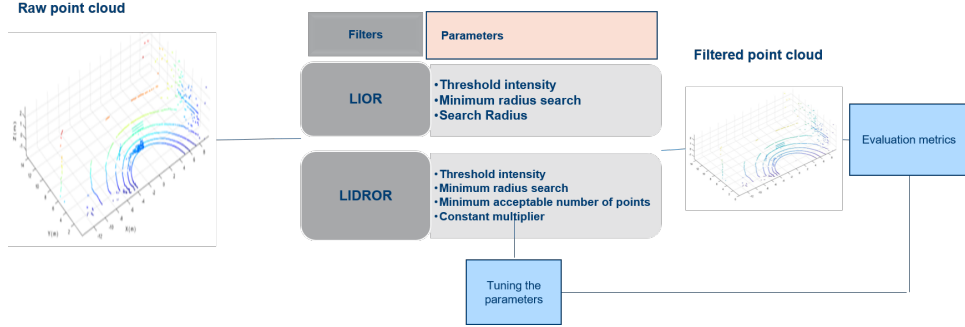 Raw point cloud
Filters
Parameters
LIOR
•Threshold intensity
•Minimum radius search
•Search Radius
LIDROR
•Threshold intensity
•Minimum radius search
•Minimum acceptable number of points
•Constant multiplier
Filtered point cloud
Evaluation metrics
Tuning the
parameters